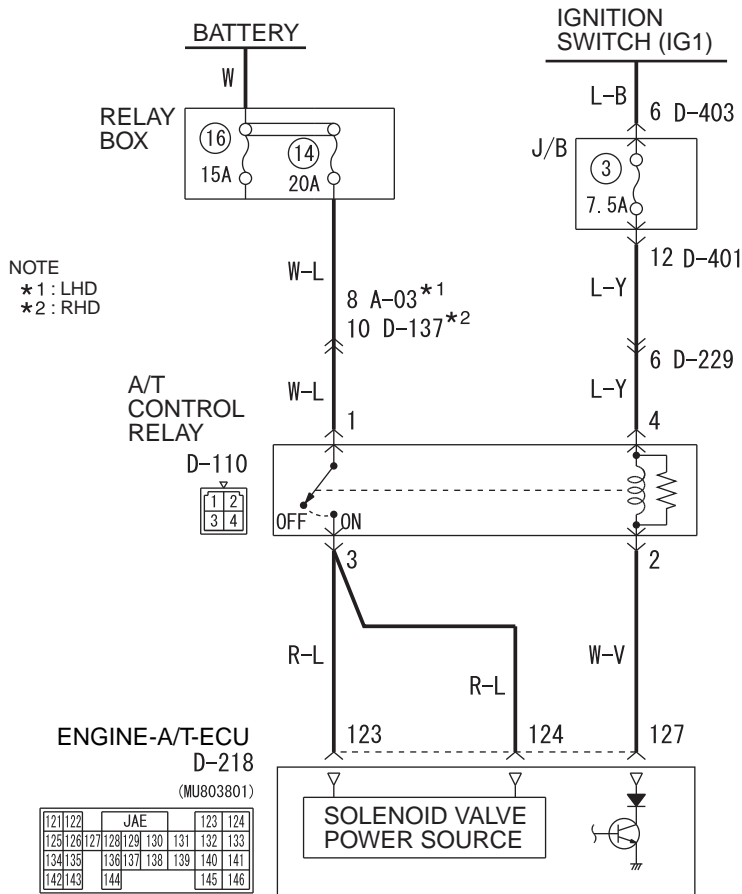 BATTERY
IGNITION
SWITCH (IG1)
W
L-B
6 D-403
RELAY
BOX
16
15A
14
20A
J/B
3
7.5A
12 D-401
NOTE
*1 : LHD
*2 : RHD
W-L
8 A-03*1
10 D-137*2
L-Y
6 D-229
W-L
L-Y
A/T
CONTROL
RELAY
1
4
D-110
1 2
3 4
OFF
ON
3
2
R-L
R-L
W-V
123
124
127
ENGINE-A/T-ECU
D-218
(MU803801)
SOLENOID VALVE
POWER SOURCE
121 122 JAE 123 124
125 126 127 128 129 130 131 132 133
134 135 136 137 138 139 140 141
142 143 144 145 146